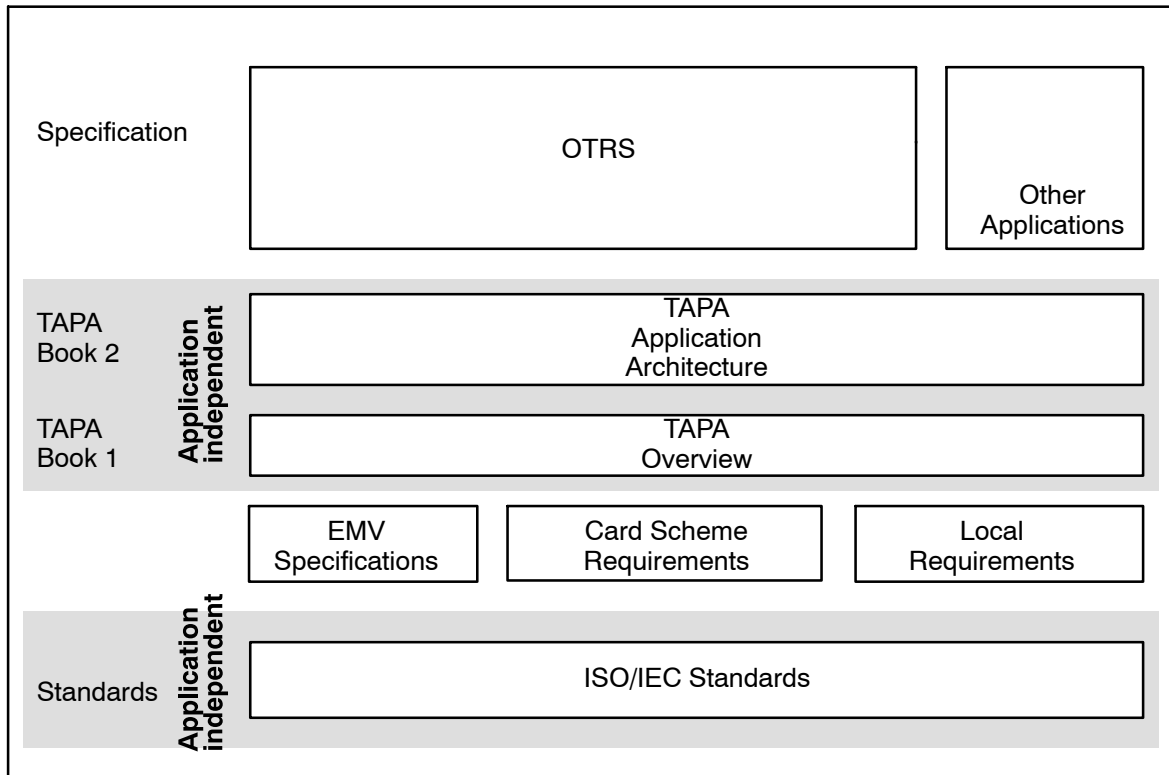 Specification
OTRS
Other
Applications
TAPA
Book 2
Application
independent
TAPA
Application
Architecture
TAPA
Book 1
TAPA
Overview
EMV
Specifications
Card Scheme
Requirements
Local
Requirements
Standards
Application
independent
ISO/IEC Standards